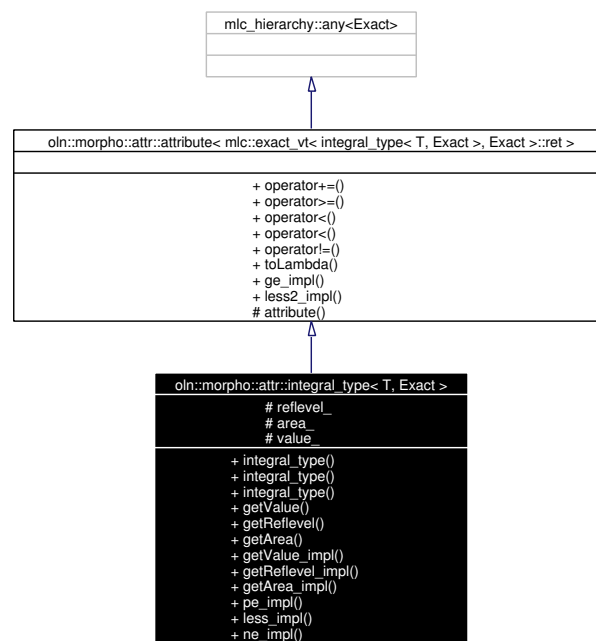 mlc_hierarchy::any<Exact>
oln::morpho::attr::attribute< mlc::exact_vt< integral_type< T, Exact >, Exact >::ret >
+ operator+=()
+ operator>=()
+ operator<()
+ operator<()
+ operator!=()
+ toLambda()
+ ge_impl()
+ less2_impl()
# attribute()
oln::morpho::attr::integral_type< T, Exact >
# reflevel_
# area_
# value_
+ integral_type()
+ integral_type()
+ integral_type()
+ getValue()
+ getReflevel()
+ getArea()
+ getValue_impl()
+ getReflevel_impl()
+ getArea_impl()
+ pe_impl()
+ less_impl()
+ ne_impl()